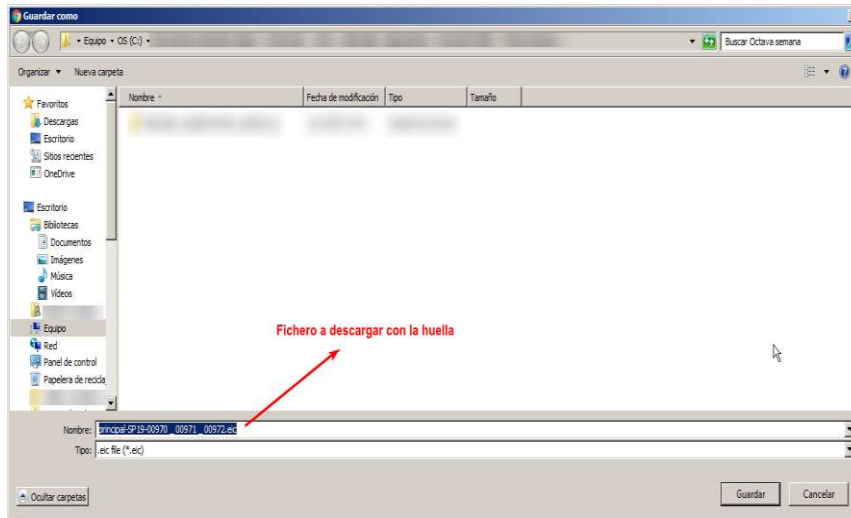 Guardar como
Equipo OS (C:)
Buscar Octava semana
Organizar Nueva carpeta
Nombre Fecha de modificación Tipo Tamaño
Favoritos
Descargas
Escritorio
Sitios recientes
OneDrive
Escritorio
Bibliotecas
Documentos
Imágenes
Música
Vídeos
Equipo
Red
Panel de control
Papelera de recicla
Fichero a descargar con la huella
Nombre: principal-SP19-00970_00971_00972.eic
Tipo: .eic file (*.eic)
Ocultar carpetas
Guardar Cancelar